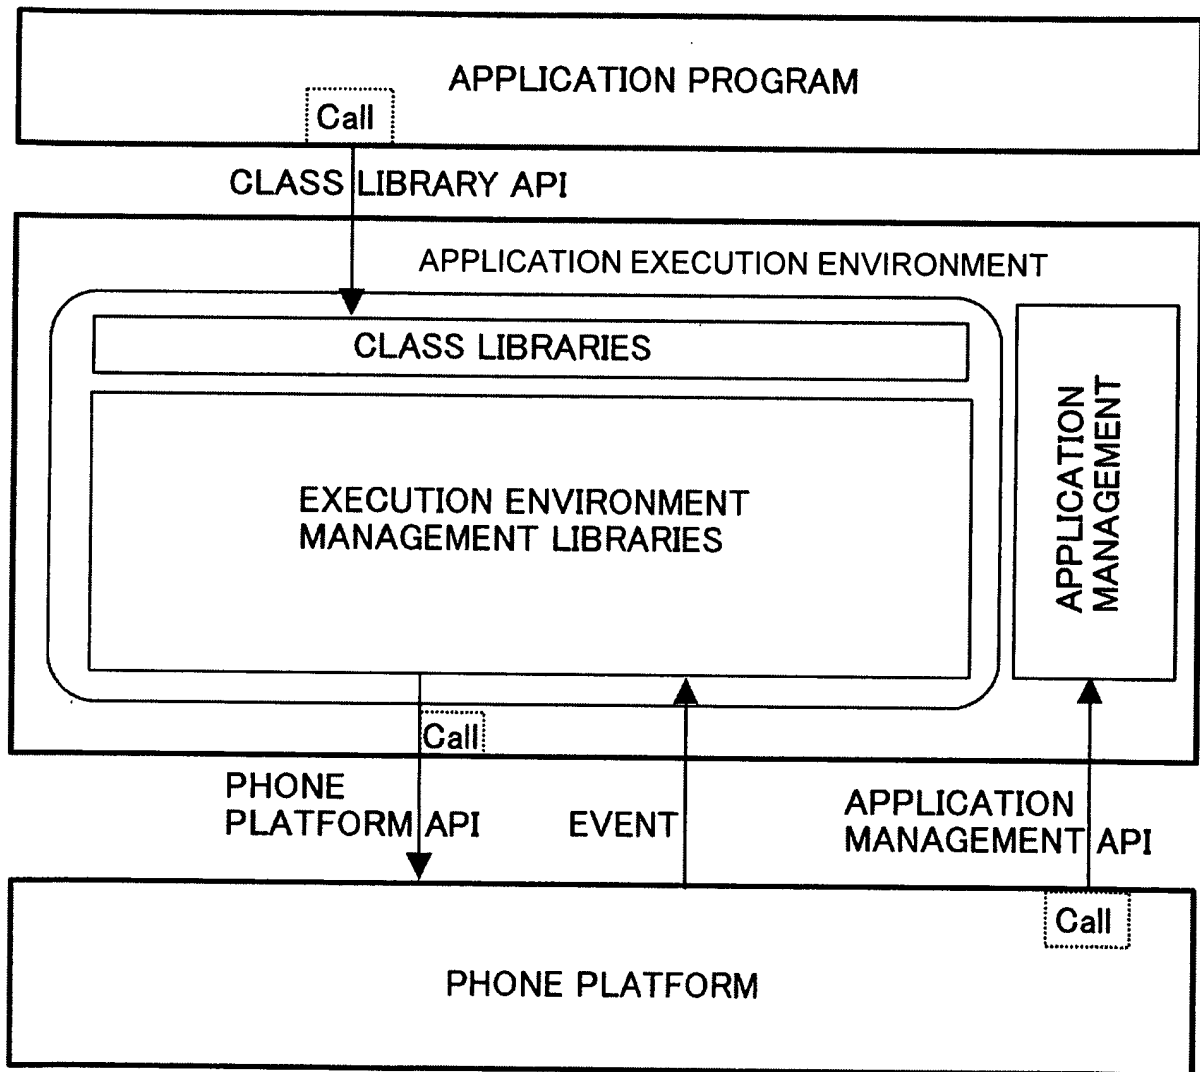 APPLICATION PROGRAM
Call
CLASS LIBRARY API
APPLICATION EXECUTION ENVIRONMENT
CLASS LIBRARIES
EXECUTION ENVIRONMENT
MANAGEMENT LIBRARIES
APPLICATION
MANAGEMENT
Call
PHONE
PLATFORM API
EVENT
APPLICATION
MANAGEMENT API
Call
PHONE PLATFORM